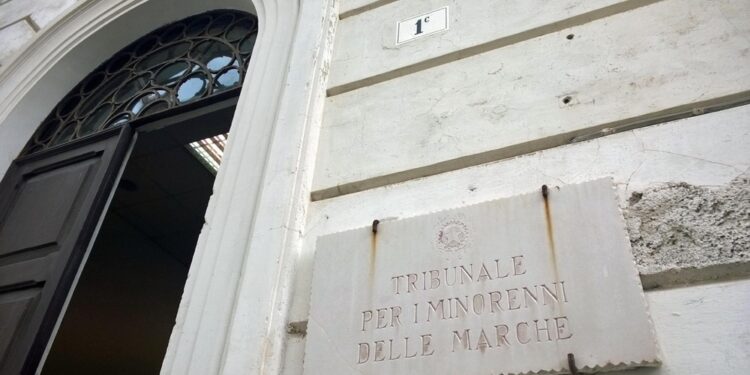 1c
TRIBUNALE
PER I MINORENNI
DELLE MARCHE